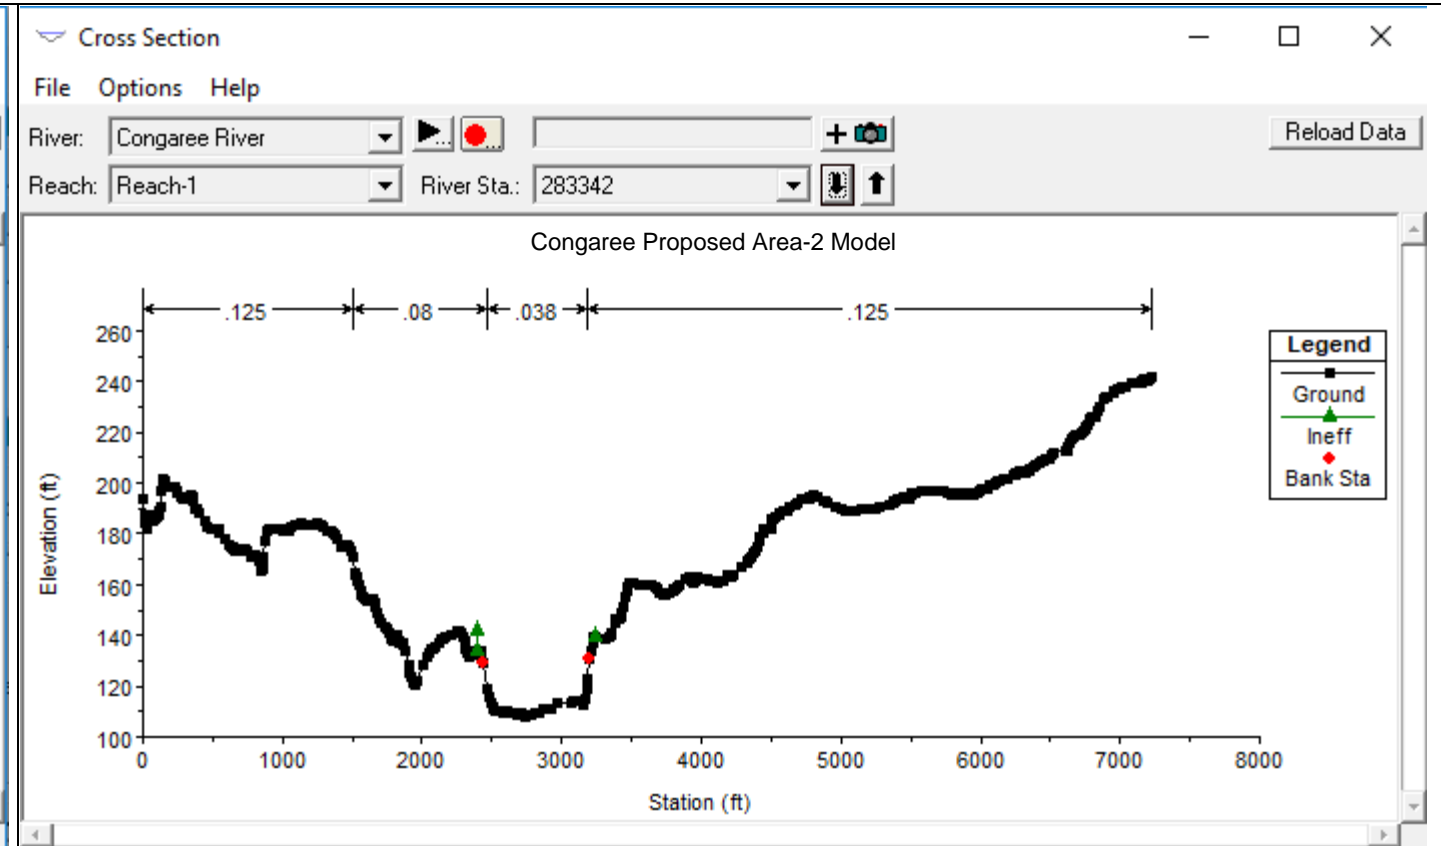 Cross Section
File Options Help
River: Congaree River Reload Data
Reach: Reach-1 River Sta.: 283342
Congaree Proposed Area-2 Model
.125 .08 .038 .125
260
240
220
200
180
160
140
120
100
Elevation (ft)
0 1000 2000 3000 4000 5000 6000 7000 8000
Station (ft)
Legend
Ground
Ineff
Bank Sta